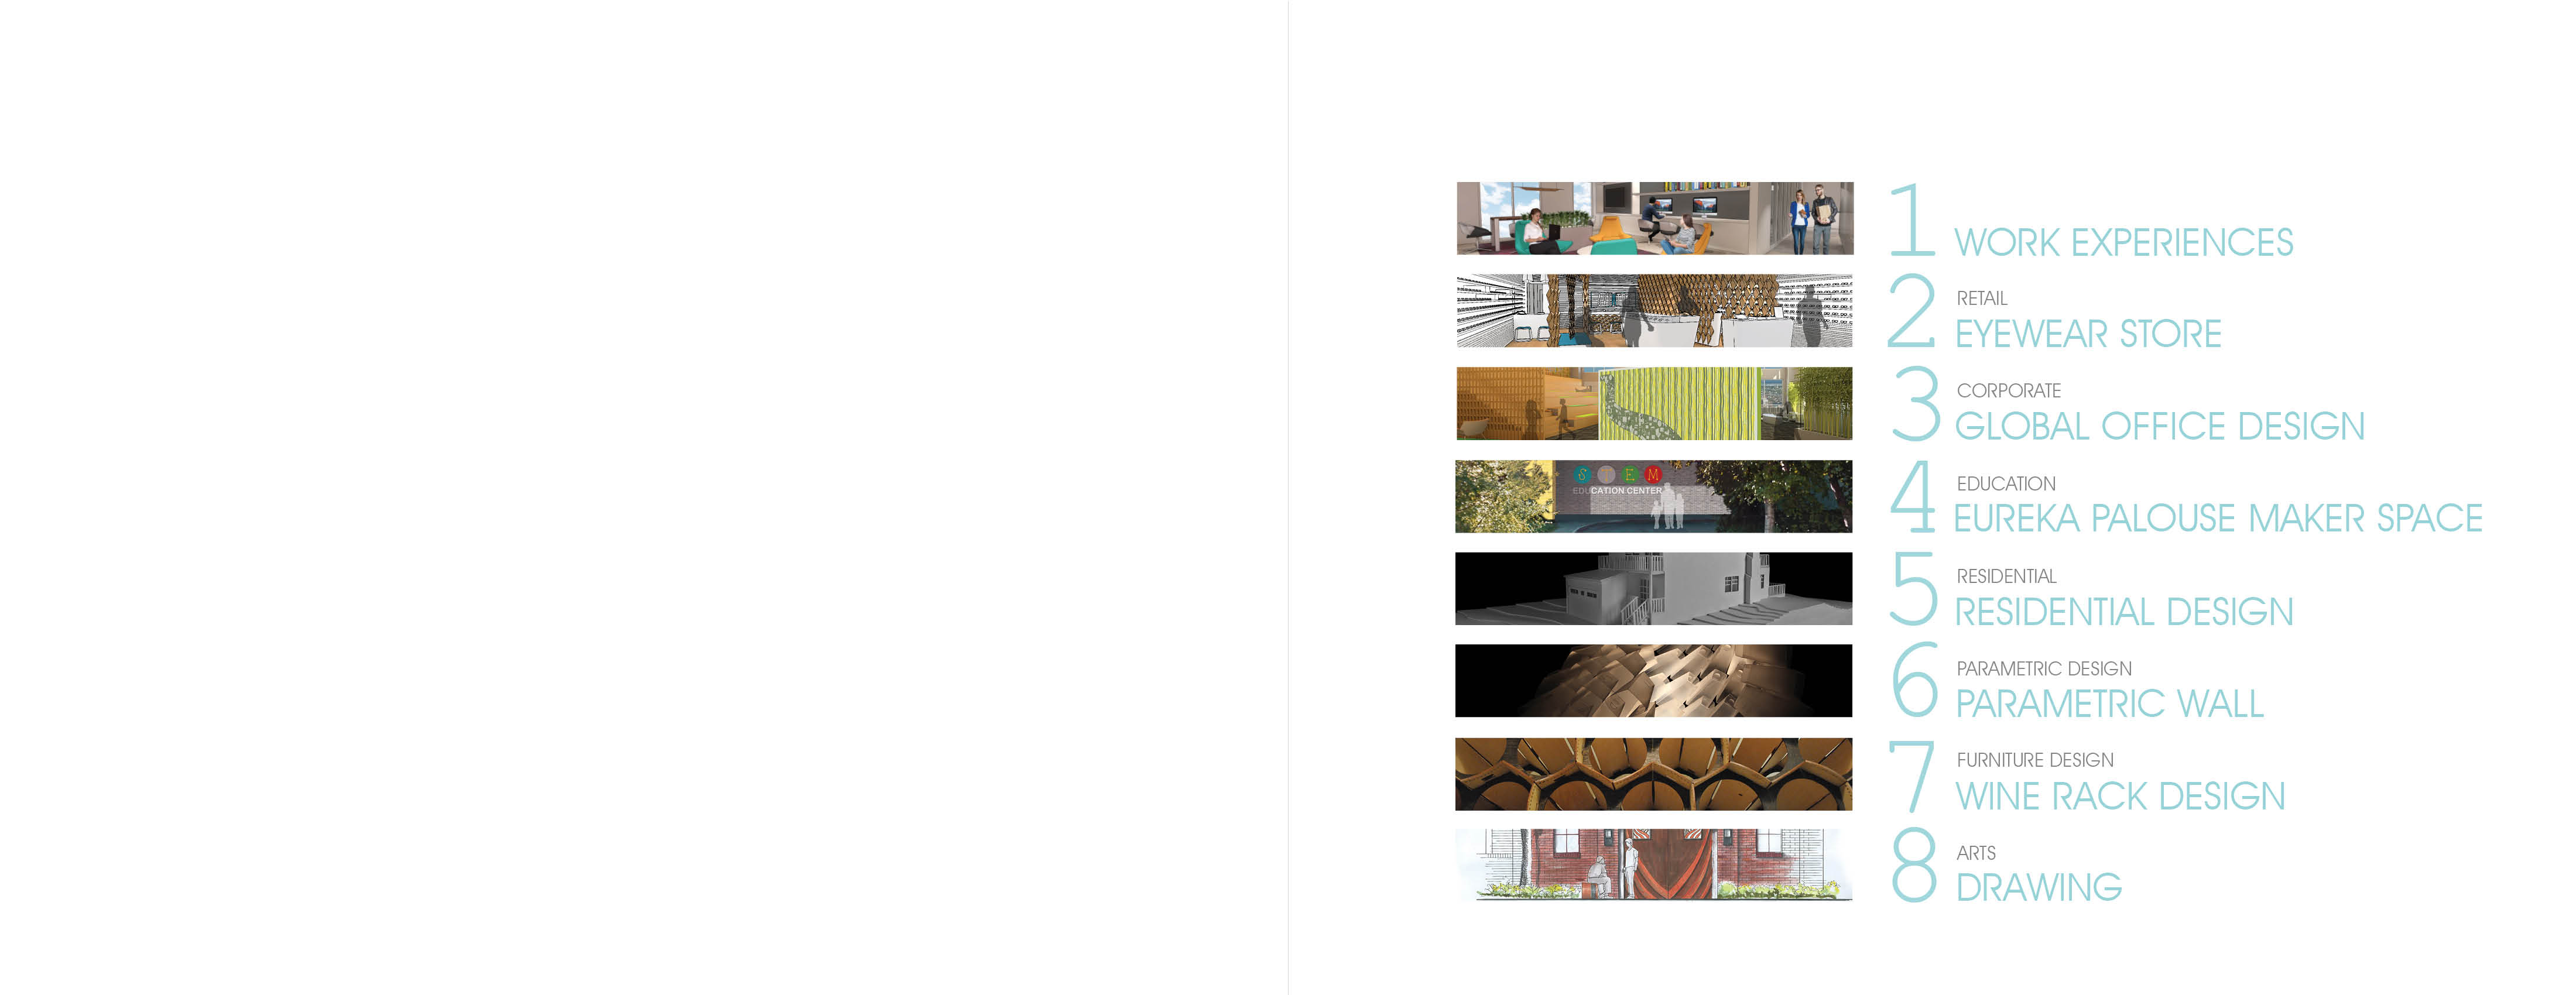 1 WORK EXPERIENCES
RETAIL
2 EYEWEAR STORE
CORPORATE
3 GLOBAL OFFICE DESIGN
S T E M
EDUCATION CENTER
EDUCATION
4 EUREKA PALOUSE MAKER SPACE
RESIDENTIAL
5 RESIDENTIAL DESIGN
PARAMETRIC DESIGN
6 PARAMETRIC WALL
FURNITURE DESIGN
7 WINE RACK DESIGN
ARTS
8 DRAWING